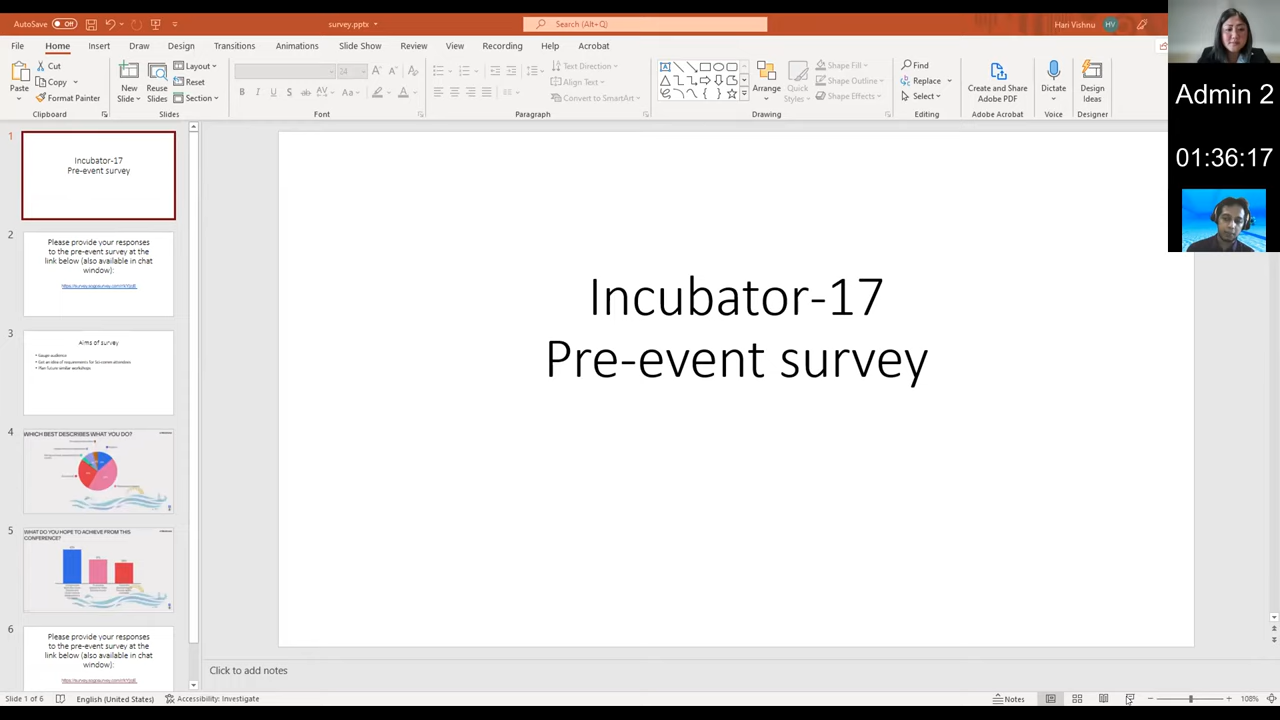 AutoSave Off
survey.pptx
Search (Alt+Q)
Hari Vishnu HV
File Home Insert Draw Design Transitions Animations Slide Show Review View Recording Help Acrobat
Paste
Cut
Copy
Format Painter
Clipboard
New Slide
Reuse Slides
Layout
Reset
Section
Slides
Font
Text Direction
Align Text
Convert to SmartArt
Paragraph
Arrange
Quick Styles
Shape Fill
Shape Outline
Shape Effects
Drawing
Find
Replace
Select
Editing
Create and Share Adobe PDF
Adobe Acrobat
Dictate
Voice
Design Ideas
Designer
Admin 2
01:36:17
1
Incubator-17
Pre-event survey
2
Please provide your responses
to the pre-event survey at the
link below (also available in chat
window):
3
Aims of survey
• Gauge audience
• Plan future similar workshops
4
WHICH BEST DESCRIBES WHAT YOU DO?
5
WHAT DO YOU HOPE TO ACHIEVE FROM THIS
CONFERENCE?
6
Please provide your responses
to the pre-event survey at the
link below (also available in chat
window):
Incubator-17
Pre-event survey
Click to add notes
Slide 1 of 6
English (United States)
Accessibility: Investigate
Notes
108%